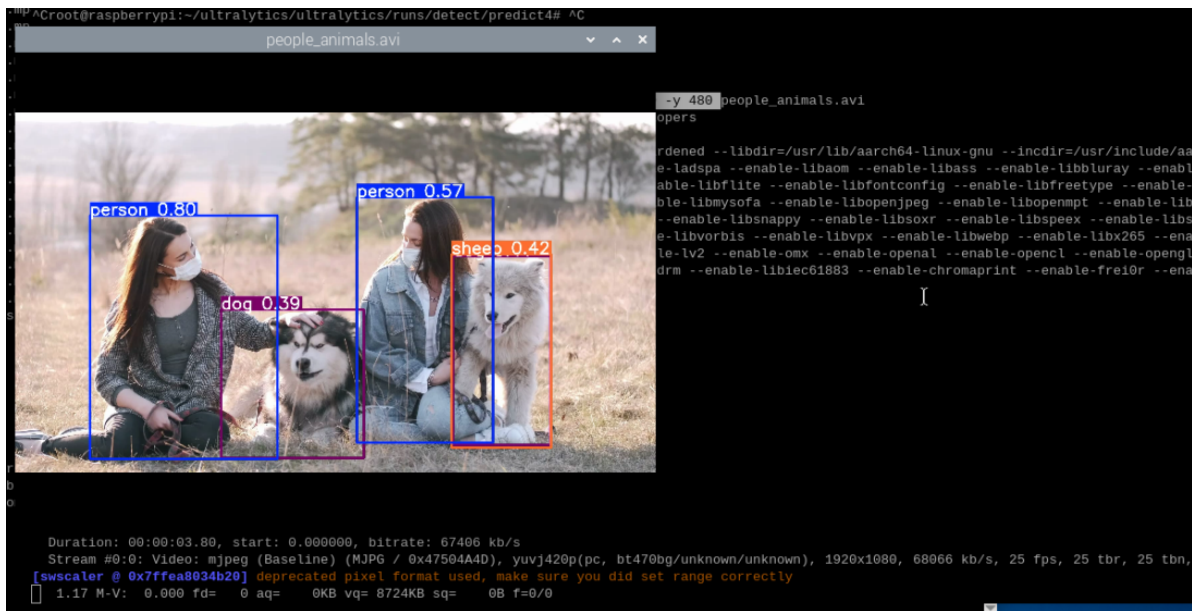 ^Croot@raspberrypi:~/ultralytics/ultralytics/runs/detect/predict4# ^C
people_animals.avi
-y 480 people_animals.avi
opers
rdened --libdir=/usr/lib/aarch64-linux-gnu --incdir=/usr/include/aa
e-ladspa --enable-libaom --enable-libass --enable-libbluray --enabl
able-libflite --enable-libfontconfig --enable-libfreetype --enable-
ble-libmysofa --enable-libopenjpeg --enable-libopenmpt --enable-lib
--enable-libsnappy --enable-libsoxr --enable-libspeex --enable-libs
e-libvorbis --enable-libvpx --enable-libwebp --enable-libx265 --ena
le-lv2 --enable-omx --enable-openal --enable-opencl --enable-opengl
drm --enable-libiec61883 --enable-chromaprint --enable-frei0r --ena
person 0.57
person 0.80
sheep 0.42
dog 0.39
Duration: 00:00:03.80, start: 0.000000, bitrate: 67406 kb/s
Stream #0:0: Video: mjpeg (Baseline) (MJPG / 0x47504A4D), yuvj420p(pc, bt470bg/unknown/unknown), 1920x1080, 68066 kb/s, 25 fps, 25 tbr, 25 tbn,
[swscaler @ 0x7ffea8034b20] deprecated pixel format used, make sure you did set range correctly
1.17 M-V: 0.000 fd= 0 aq= 0KB vq= 8724KB sq= 0B f=0/0